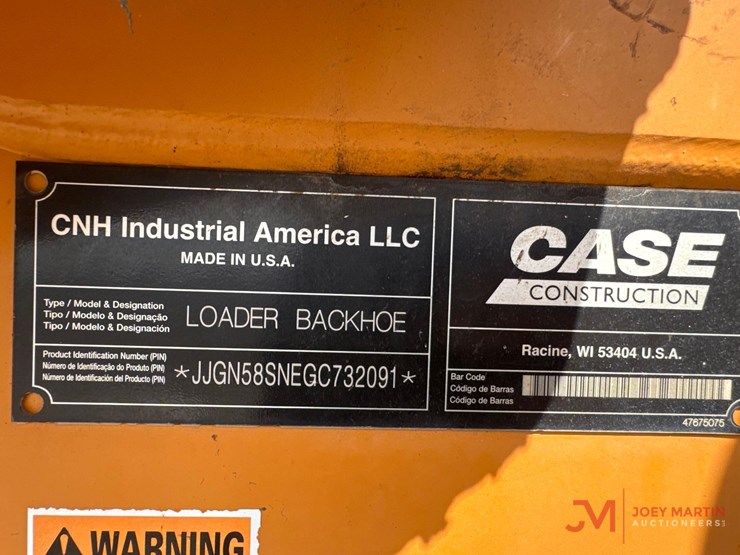 CNH Industrial America LLC
MADE IN U.S.A.
Type / Model & Designation
Tipo / Modelo & Designação
Tipo / Modelo & Designación
LOADER BACKHOE
Product Identification Number (PIN)
Número de Identificação do Produto (PIN)
Número de Identificación del Producto (PIN)
*JJGN58SNEGC732091*
CASE
CONSTRUCTION
Racine, WI 53404 U.S.A.
Bar Code
Código de Barras
Código de Barras
47675075
WARNING
JM JOEY MARTIN
AUCTIONEERS